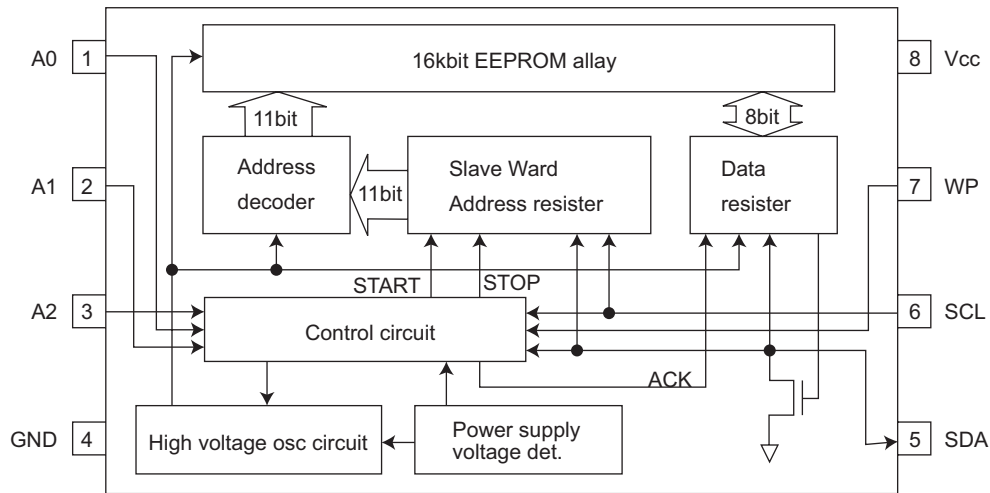 A0 1
16kbit EEPROM allay
8 Vcc
11bit
8bit
A1 2
Address
decoder
11bit
Slave Ward
Address resister
Data
resister
7 WP
START
STOP
A2 3
Control circuit
6 SCL
ACK
GND 4
High voltage osc circuit
Power supply
voltage det.
5 SDA